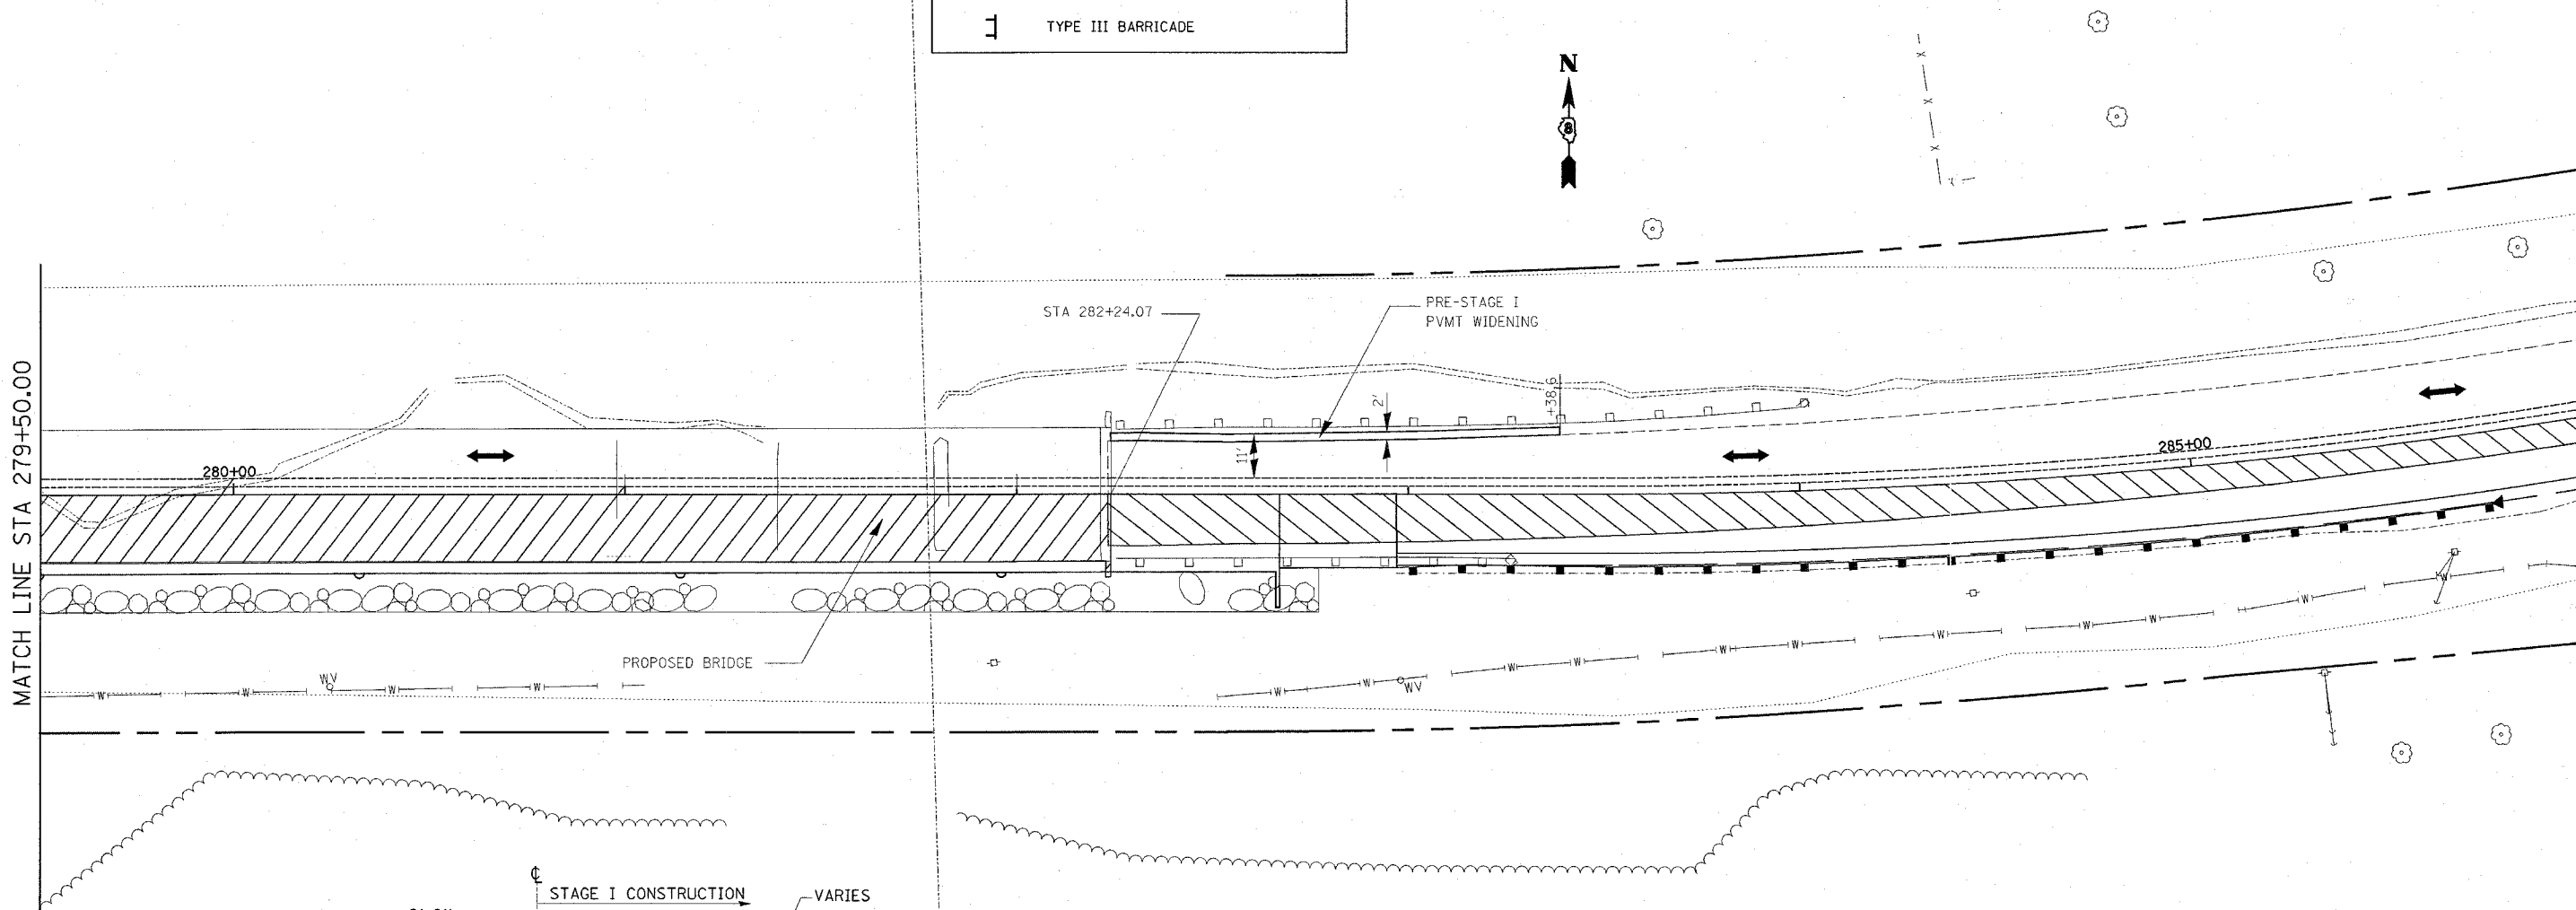 TYPE III BARRICADE
N
8
MATCH LINE STA 279+50.00
STA 282+24.07
PRE-STAGE I
PVMT WIDENING
+38.6
2'
11'
280+00
285+00
PROPOSED BRIDGE
WV
W W W W
W W WV W W W W W W W W W
X X X
℄
STAGE I CONSTRUCTION
VARIES